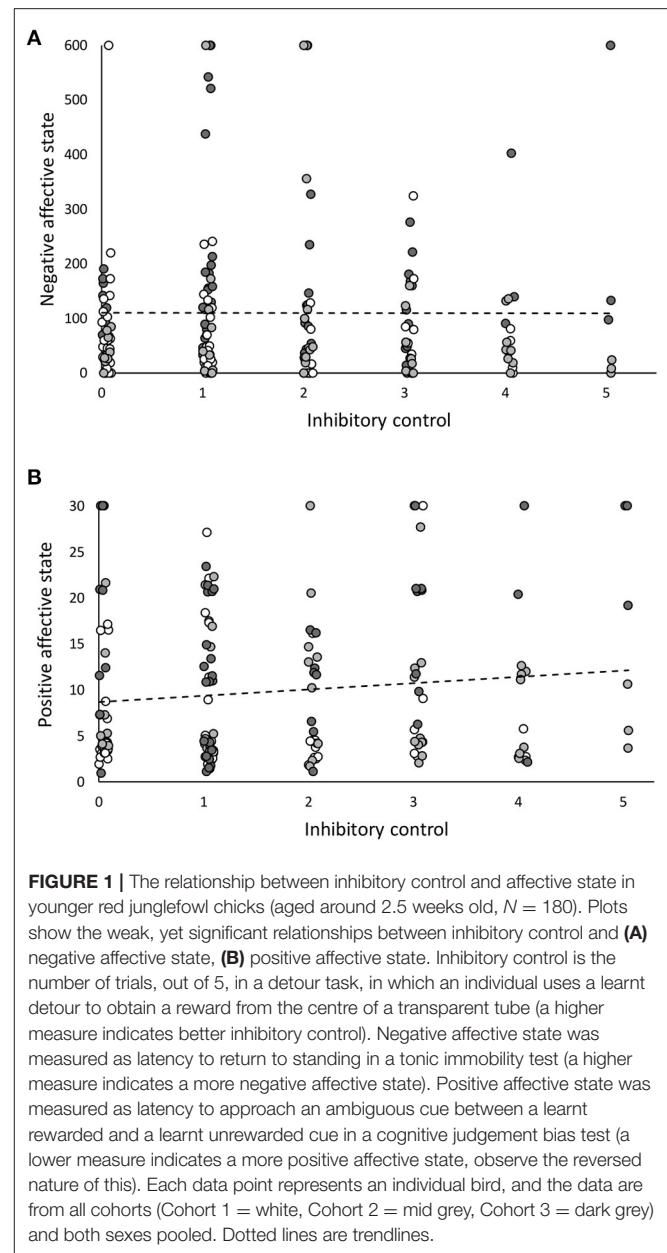 A
600
500
400
300
200
100
0
Negative affective state
0 1 2 3 4 5
Inhibitory control
B
30
25
20
15
10
5
0
Positive affective state
0 1 2 3 4 5
Inhibitory control
FIGURE 1 | The relationship between inhibitory control and affective state in
younger red junglefowl chicks (aged around 2.5 weeks old, N = 180). Plots
show the weak, yet significant relationships between inhibitory control and (A)
negative affective state, (B) positive affective state. Inhibitory control is the
number of trials, out of 5, in a detour task, in which an individual uses a learnt
detour to obtain a reward from the centre of a transparent tube (a higher
measure indicates better inhibitory control). Negative affective state was
measured as latency to return to standing in a tonic immobility test (a higher
measure indicates a more negative affective state). Positive affective state was
measured as latency to approach an ambiguous cue between a learnt
rewarded and a learnt unrewarded cue in a cognitive judgement bias test (a
lower measure indicates a more positive affective state, observe the reversed
nature of this). Each data point represents an individual bird, and the data are
from all cohorts (Cohort 1 = white, Cohort 2 = mid grey, Cohort 3 = dark grey)
and both sexes pooled. Dotted lines are trendlines.